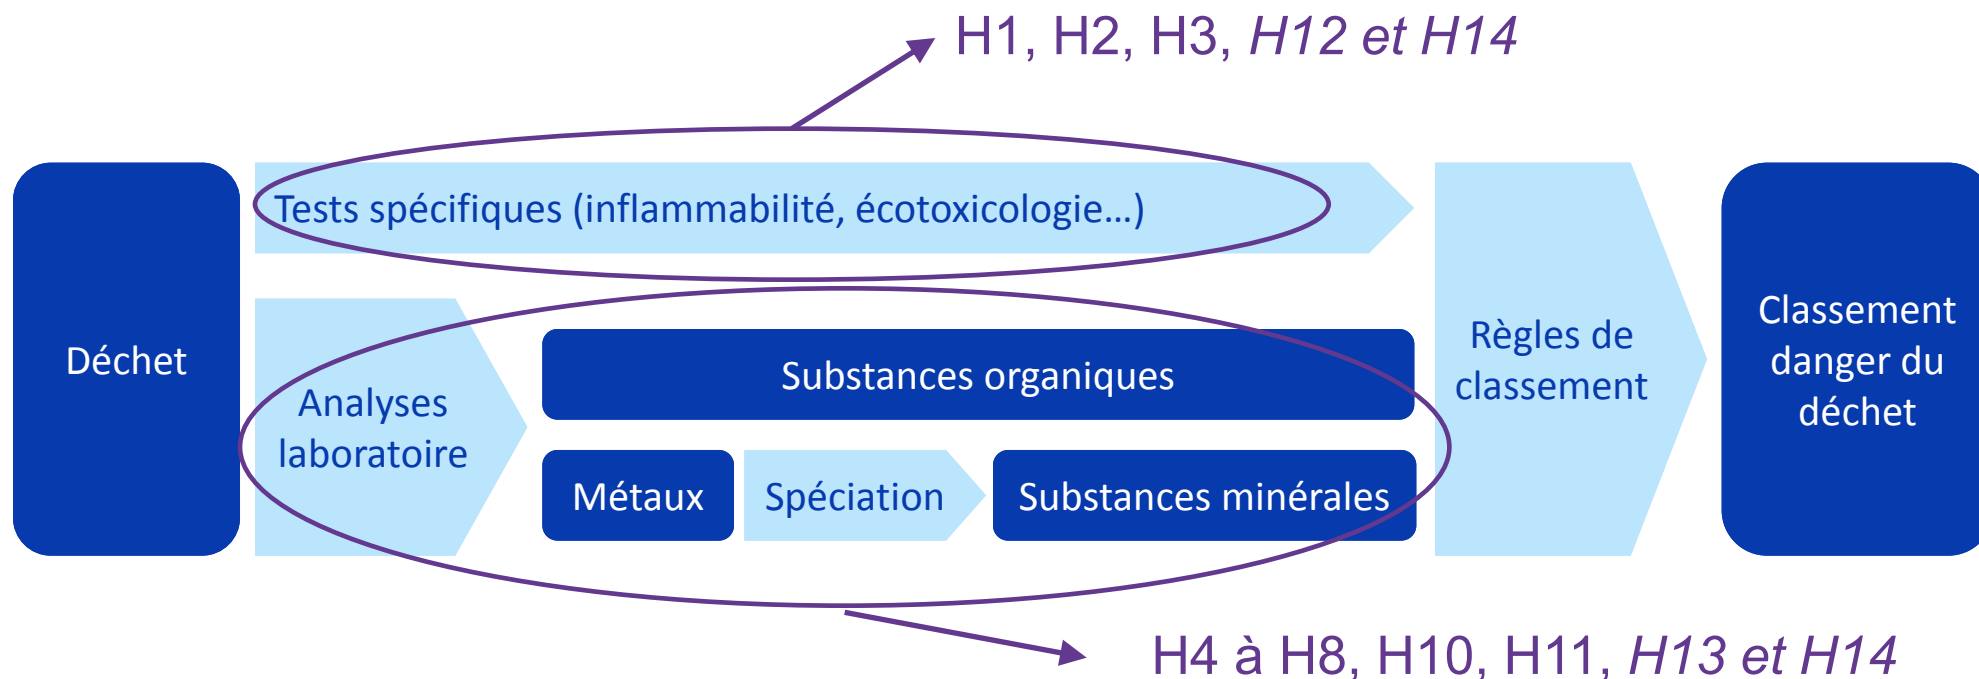 H1, H2, H3, H12 et H14
Tests spécifiques (inflammabilité, écotoxicologie…)
Déchet
Analyses
laboratoire
Substances organiques
Métaux
Spéciation
Substances minérales
Règles de
classement
Classement
danger du
déchet
H4 à H8, H10, H11, H13 et H14